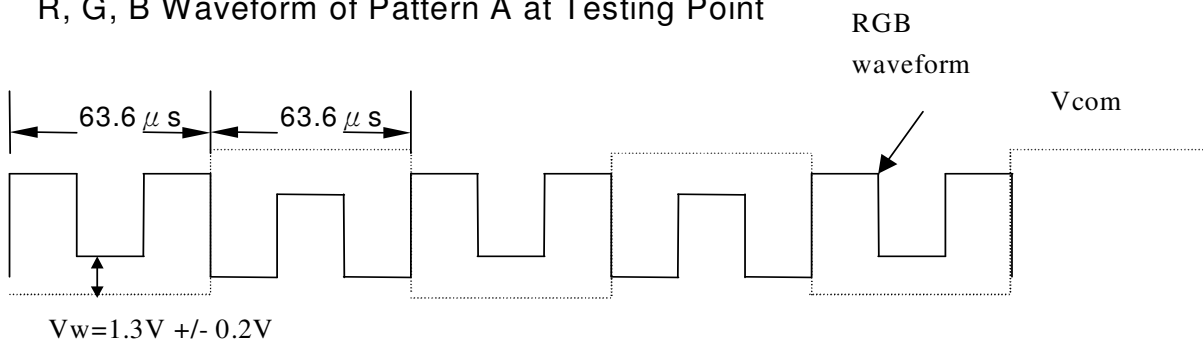 R, G, B Waveform of Pattern A at Testing Point
RGB
waveform
Vcom
63.6 μ s
63.6 μ s
Vw=1.3V +/- 0.2V